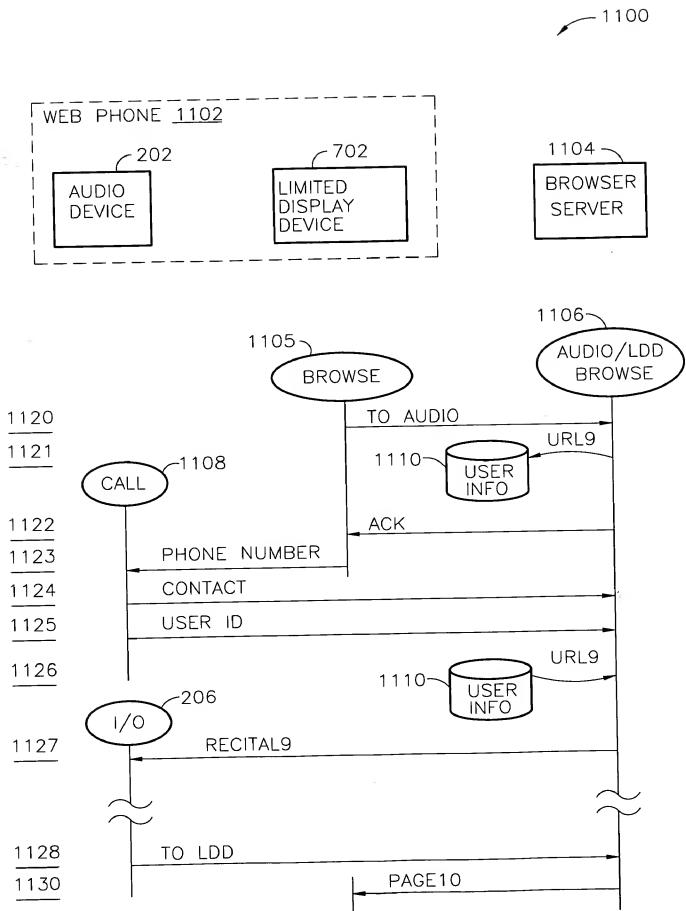 1100
WEB PHONE 1102
202
702
1104
AUDIO
DEVICE
LIMITED
DISPLAY
DEVICE
BROWSER
SERVER
1106
1105
AUDIO/LDD
BROWSE
BROWSE
1120
TO AUDIO
1121
URL9
1108
1110
CALL
USER
INFO
1122
ACK
1123
PHONE NUMBER
1124
CONTACT
1125
USER ID
URL9
1126
1110
USER
INFO
206
I/O
1127
RECITAL9
1128
TO LDD
1130
PAGE10